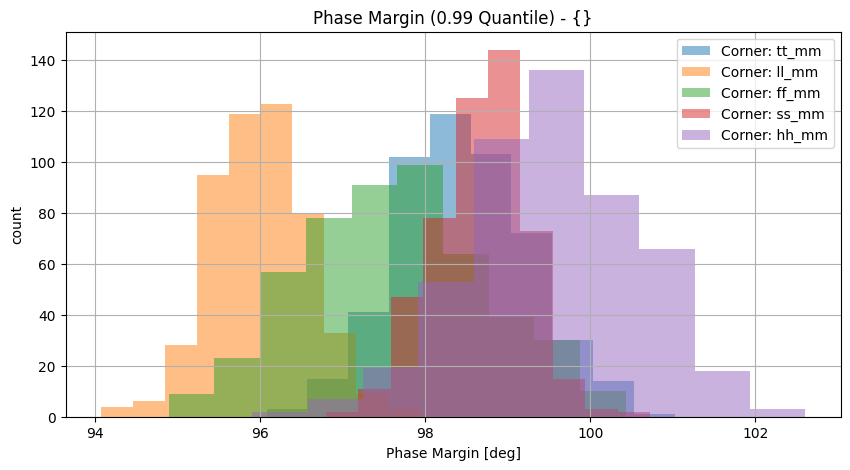 Phase Margin (0.99 Quantile) - {}
Corner: tt_mm
Corner: ll_mm
Corner: ff_mm
Corner: ss_mm
Corner: hh_mm
140
120
100
80
60
40
20
0
count
94 96 98 100 102
Phase Margin [deg]